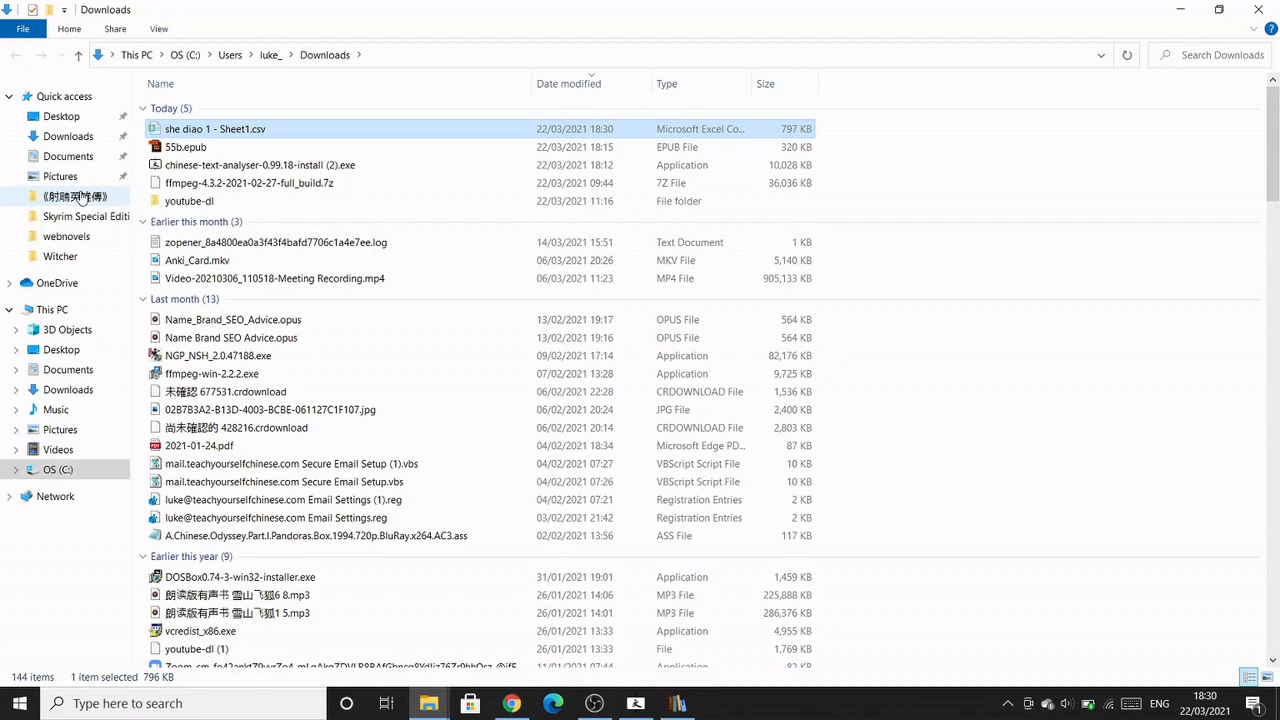 Downloads
File Home Share View
This PC OS (C:) Users luke_ Downloads Search Downloads
Name Date modified Type Size
Quick access
Desktop
Downloads
Documents
Pictures
《射鵰英雄傳》
Skyrim Special Editi
webnovels
Witcher
OneDrive
This PC
3D Objects
Desktop
Documents
Downloads
Music
Pictures
Videos
OS (C:)
Network
Today (5)
she diao 1 - Sheet1.csv 22/03/2021 18:30 Microsoft Excel Co... 797 KB
55b.epub 22/03/2021 18:15 EPUB File 320 KB
chinese-text-analyser-0.99.18-install (2).exe 22/03/2021 18:12 Application 10,028 KB
ffmpeg-4.3.2-2021-02-27-full_build.7z 22/03/2021 09:44 7Z File 36,036 KB
youtube-dl 22/03/2021 11:16 File folder
Earlier this month (3)
zopener_8a4800ea0a3f43f4bafd7706c1a4e7ee.log 14/03/2021 15:51 Text Document 1 KB
Anki_Card.mkv 06/03/2021 20:26 MKV File 5,140 KB
Video-20210306_110518-Meeting Recording.mp4 06/03/2021 11:23 MP4 File 905,133 KB
Last month (13)
Name_Brand_SEO_Advice.opus 13/02/2021 19:17 OPUS File 564 KB
Name Brand SEO Advice.opus 13/02/2021 19:16 OPUS File 564 KB
NGP_NSH_2.0.47188.exe 09/02/2021 17:14 Application 82,176 KB
ffmpeg-win-2.2.2.exe 07/02/2021 13:28 Application 9,725 KB
未確認 677531.crdownload 06/02/2021 22:28 CRDOWNLOAD File 1,536 KB
02B7B3A2-B13D-4003-BCBE-061127C1F107.jpg 06/02/2021 20:24 JPG File 2,400 KB
尚未確認的 428216.crdownload 06/02/2021 20:14 CRDOWNLOAD File 2,803 KB
2021-01-24.pdf 04/02/2021 18:34 Microsoft Edge PD... 87 KB
mail.teachyourselfchinese.com Secure Email Setup (1).vbs 04/02/2021 07:27 VBScript Script File 10 KB
mail.teachyourselfchinese.com Secure Email Setup.vbs 04/02/2021 07:26 VBScript Script File 10 KB
luke@teachyourselfchinese.com Email Settings (1).reg 04/02/2021 07:21 Registration Entries 2 KB
luke@teachyourselfchinese.com Email Settings.reg 03/02/2021 21:42 Registration Entries 2 KB
A.Chinese.Odyssey.Part.I.Pandoras.Box.1994.720p.BluRay.x264.AC3.ass 02/02/2021 13:56 ASS File 117 KB
Earlier this year (9)
DOSBox0.74-3-win32-installer.exe 31/01/2021 19:01 Application 1,459 KB
朗读版有声书 雪山飞狐6 8.mp3 26/01/2021 14:06 MP3 File 225,888 KB
朗读版有声书 雪山飞狐1 5.mp3 26/01/2021 14:01 MP3 File 286,376 KB
vcredist_x86.exe 26/01/2021 13:33 Application 4,955 KB
youtube-dl (1) 26/01/2021 13:33 File 1,769 KB
11/01/2021 07:44 Application 82 KB
144 items 1 item selected 796 KB
Type here to search
ENG
18:30
22/03/2021